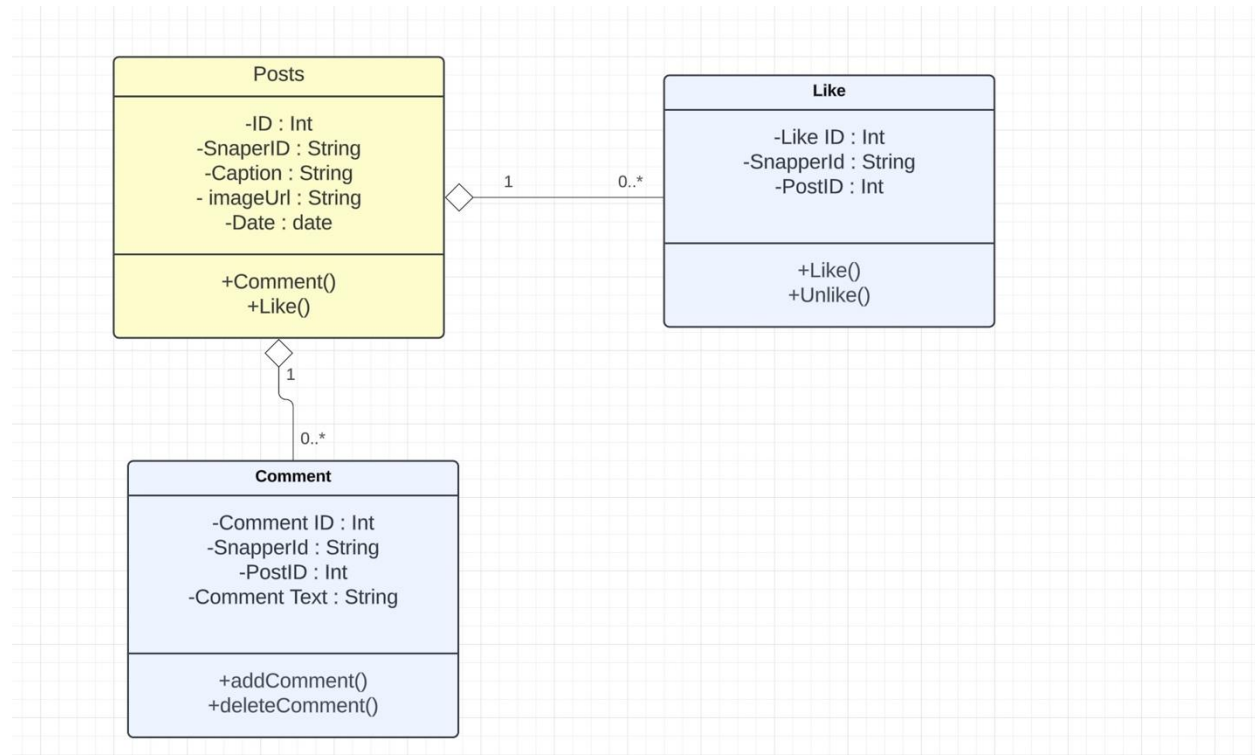 Posts
-ID : Int
-SnaperID : String
-Caption : String
- imageUrl : String
-Date : date
+Comment()
+Like()
1
0..*
Like
-Like ID : Int
-SnapperId : String
-PostID : Int
+Like()
+Unlike()
1
0..*
Comment
-Comment ID : Int
-SnapperId : String
-PostID : Int
-Comment Text : String
+addComment()
+deleteComment()